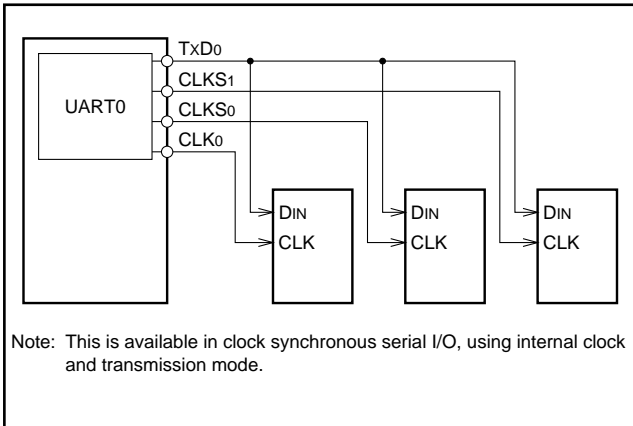 TxD0
CLKS1
UART0
CLKS0
CLK0
DIN DIN DIN
CLK CLK CLK
Note: This is available in clock synchronous serial I/O, using internal clock
and transmission mode.